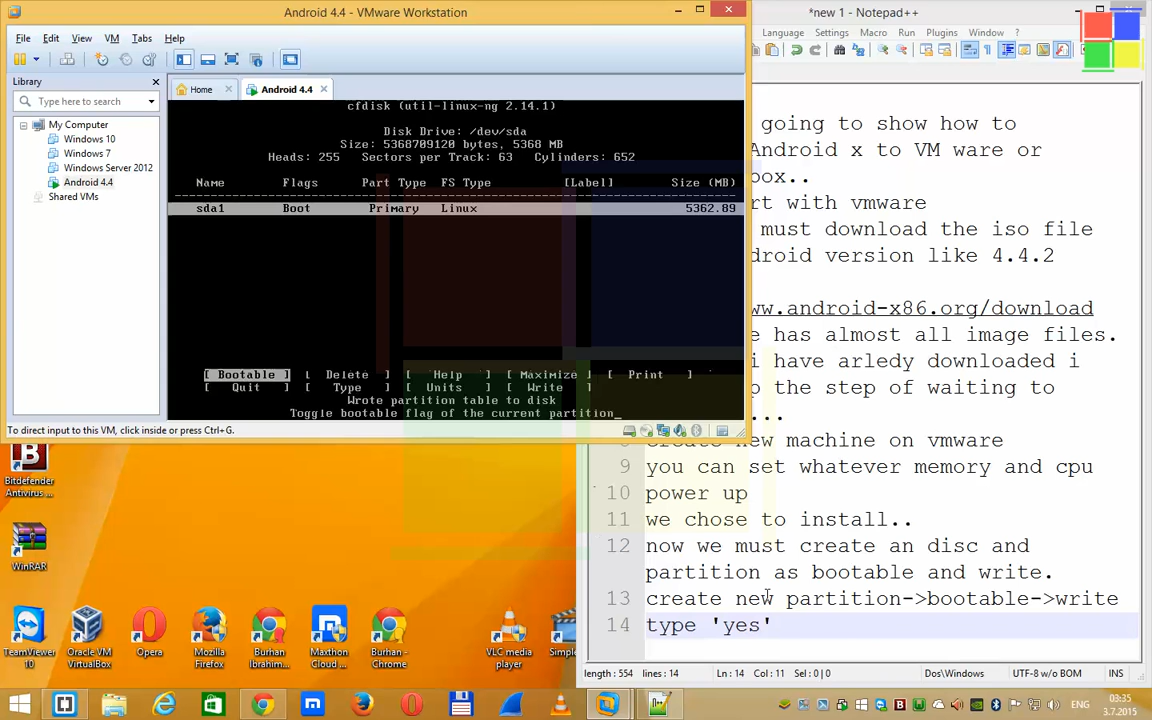 Android 4.4 - VMware Workstation
*new 1 - Notepad++
File Edit View VM Tabs Help
Settings Macro Run Plugins Window ?
Library
Type here to search
Home
Android 4.4
My Computer
Windows 10
Windows 7
Windows Server 2012
Android 4.4
Shared VMs
cfdisk (util-linux-ng 2.14.1)
Disk Drive: /dev/sda
Size: 5368709120 bytes, 5368 MB
Heads: 255 Sectors per Track: 63 Cylinders: 652
Name Flags Part Type FS Type [Label] Size (MB)
sda1 Boot Primary Linux 5362.89
[ Bootable ] [ Delete ] [ Help ] [ Maximize ] [ Print ]
[ Quit ] [ Type ] [ Units ] [ Write ]
Wrote partition table to disk
Toggle bootable flag of the current partition_
To direct input to this VM, click inside or press Ctrl+G.
going to show how to
Android x to VM ware or
box..
rt with vmware
must download the iso file
droid version like 4.4.2
ww.android-x86.org/download
e has almost all image files.
i have arledy downloaded i
p the step of waiting to
...
create new machine on vmware
9 you can set whatever memory and cpu
10 power up
11 we chose to install..
12 now we must create an disc and
partition as bootable and write.
13 create new partition->bootable->write
14 type 'yes'
length : 554 lines : 14 Ln : 14 Col : 11 Sel : 0 | 0 Dos\Windows UTF-8 w/o BOM INS
Bitdefender
Antivirus ...
WinRAR
TeamViewer
10
Oracle VM
VirtualBox
Opera
Mozilla
Firefox
Burhan
Ibrahim...
Maxthon
Cloud ...
Burhan -
Chrome
VLC media
player
Simple
ENG
03:35
3.7.2015